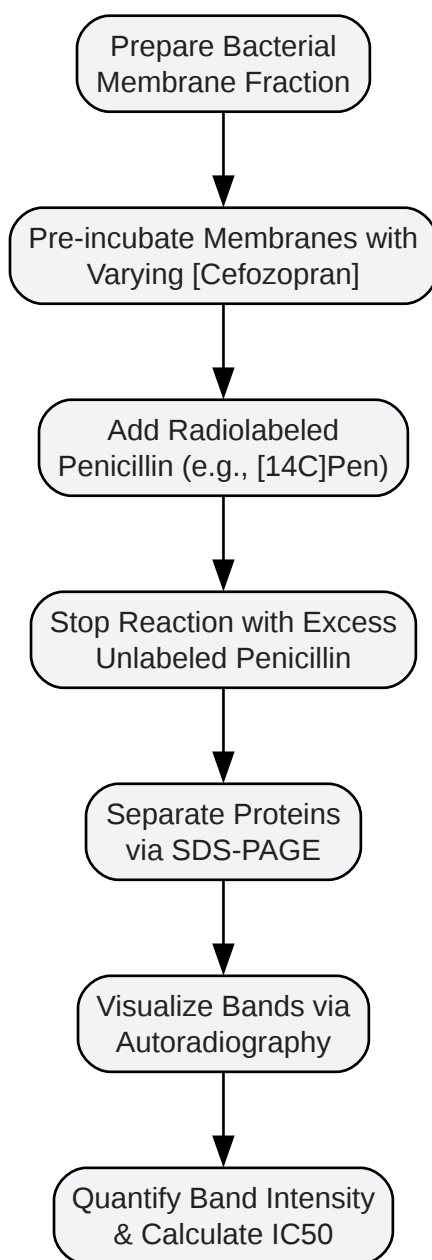 Prepare Bacterial
Membrane Fraction
Pre-incubate Membranes with
Varying [Cefozopran]
Add Radiolabeled
Penicillin (e.g., [14C]Pen)
Stop Reaction with Excess
Unlabeled Penicillin
Separate Proteins
via SDS-PAGE
Visualize Bands via
Autoradiography
Quantify Band Intensity
& Calculate IC50